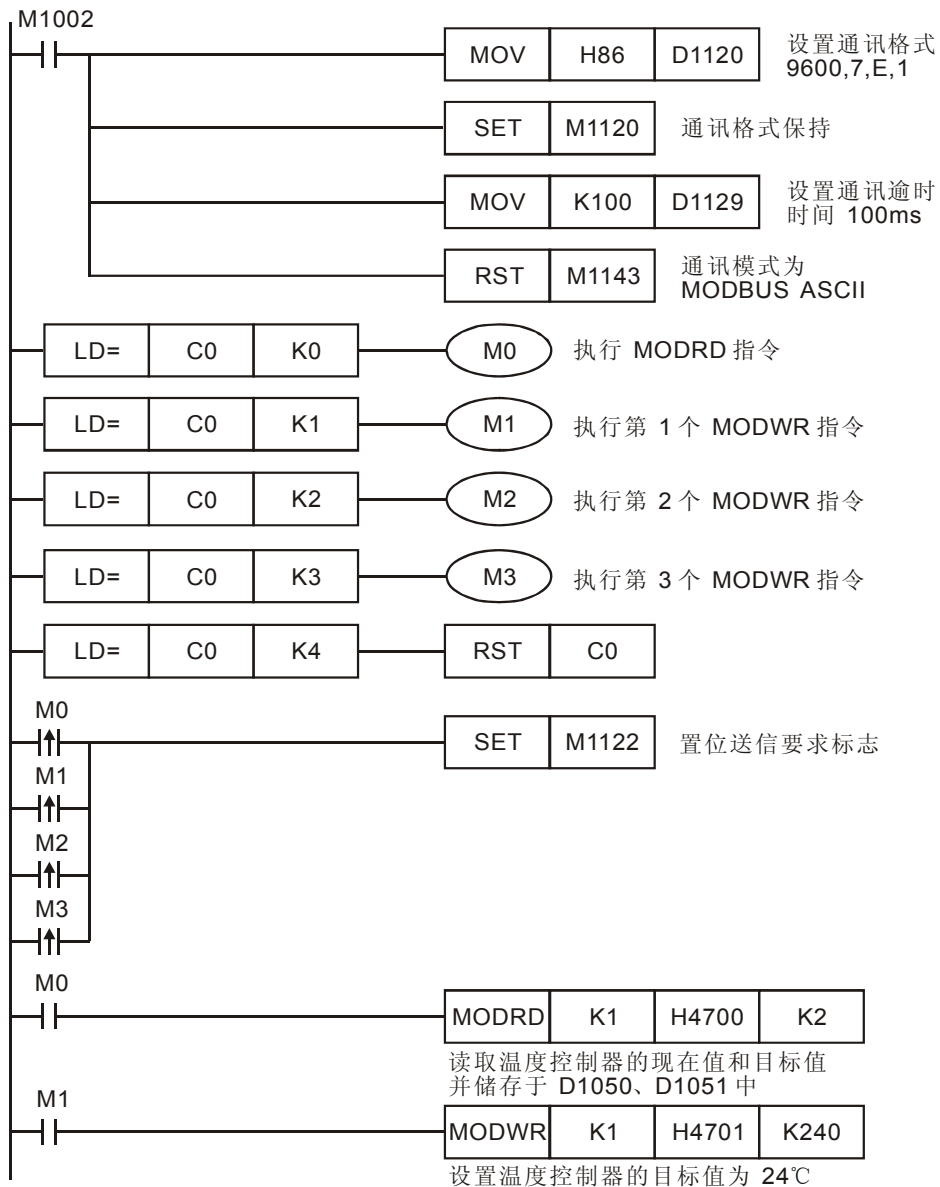 M1002
MOV H86 D1120 设置通讯格式
9600,7,E,1
SET M1120 通讯格式保持
MOV K100 D1129 设置通讯逾时
时间 100ms
RST M1143 通讯模式为
MODBUS ASCII
LD= C0 K0 M0 执行 MODRD 指令
LD= C0 K1 M1 执行第 1 个 MODWR 指令
LD= C0 K2 M2 执行第 2 个 MODWR 指令
LD= C0 K3 M3 执行第 3 个 MODWR 指令
LD= C0 K4 RST C0
M0
SET M1122 置位送信要求标志
M1
M2
M3
M0
MODRD K1 H4700 K2
读取温度控制器的现在值和目标值
并储存于 D1050、D1051 中
M1
MODWR K1 H4701 K240
设置温度控制器的目标值为 24℃